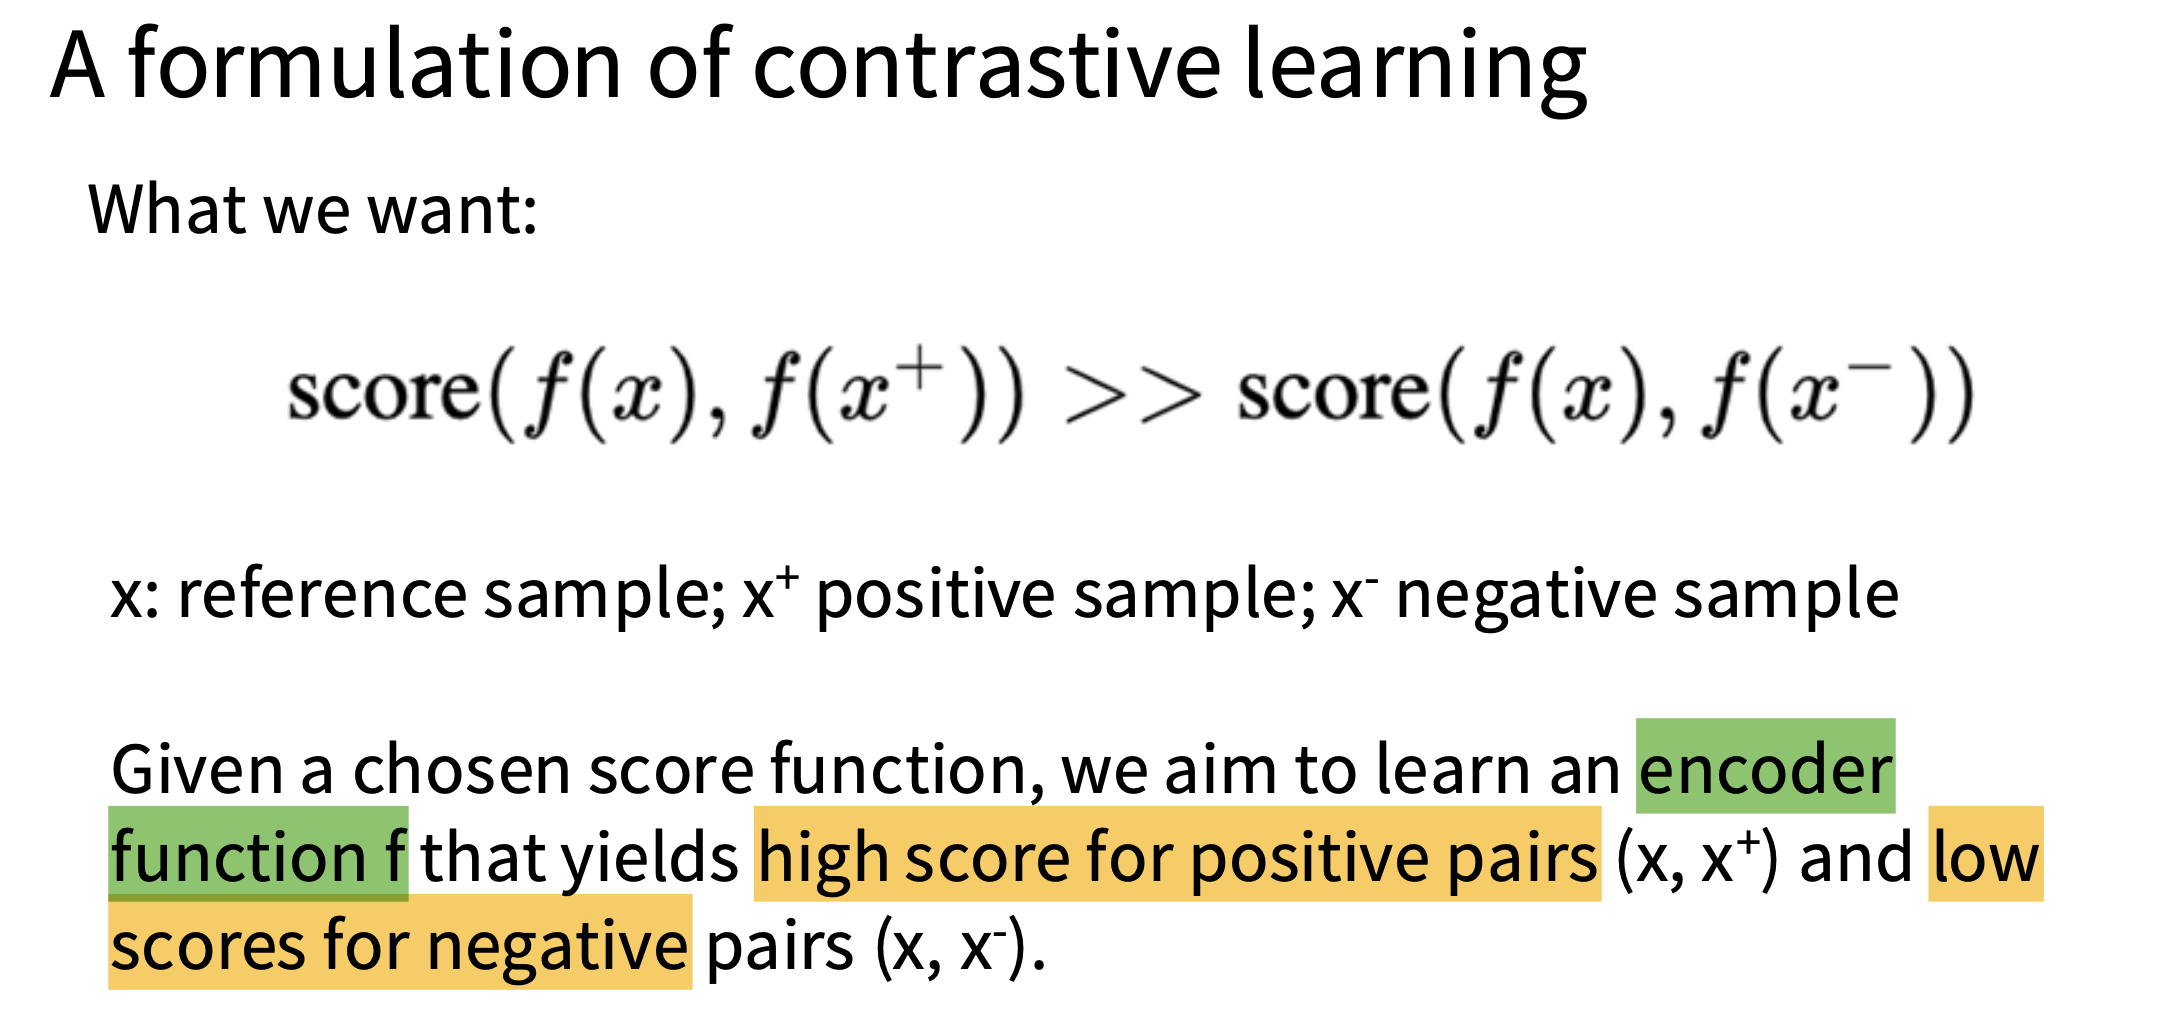 A formulation of contrastive learning
What we want:
score(f(x), f(x⁺)) >> score(f(x), f(x⁻))
x: reference sample; x⁺ positive sample; x⁻ negative sample
Given a chosen score function, we aim to learn an encoder
function f that yields high score for positive pairs (x, x⁺) and low
scores for negative pairs (x, x⁻).